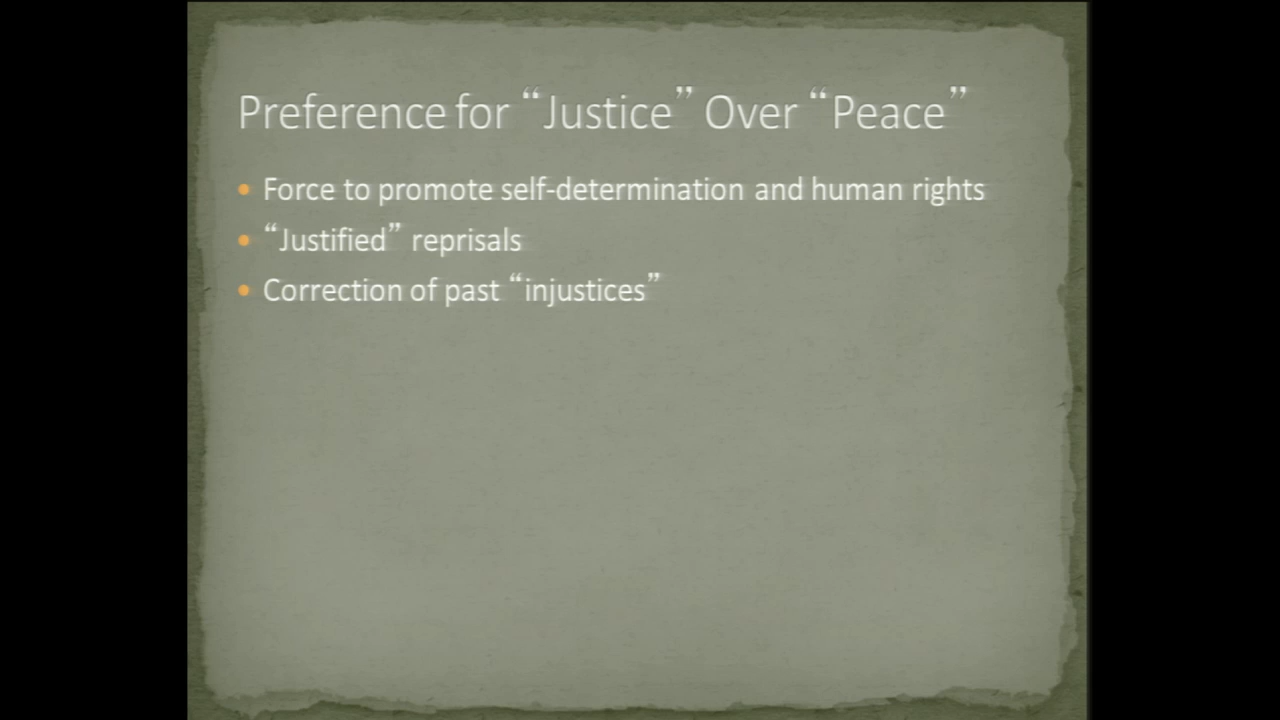 Preference for “Justice” Over “Peace”
• Force to promote self-determination and human rights
• “Justified” reprisals
• Correction of past “injustices”